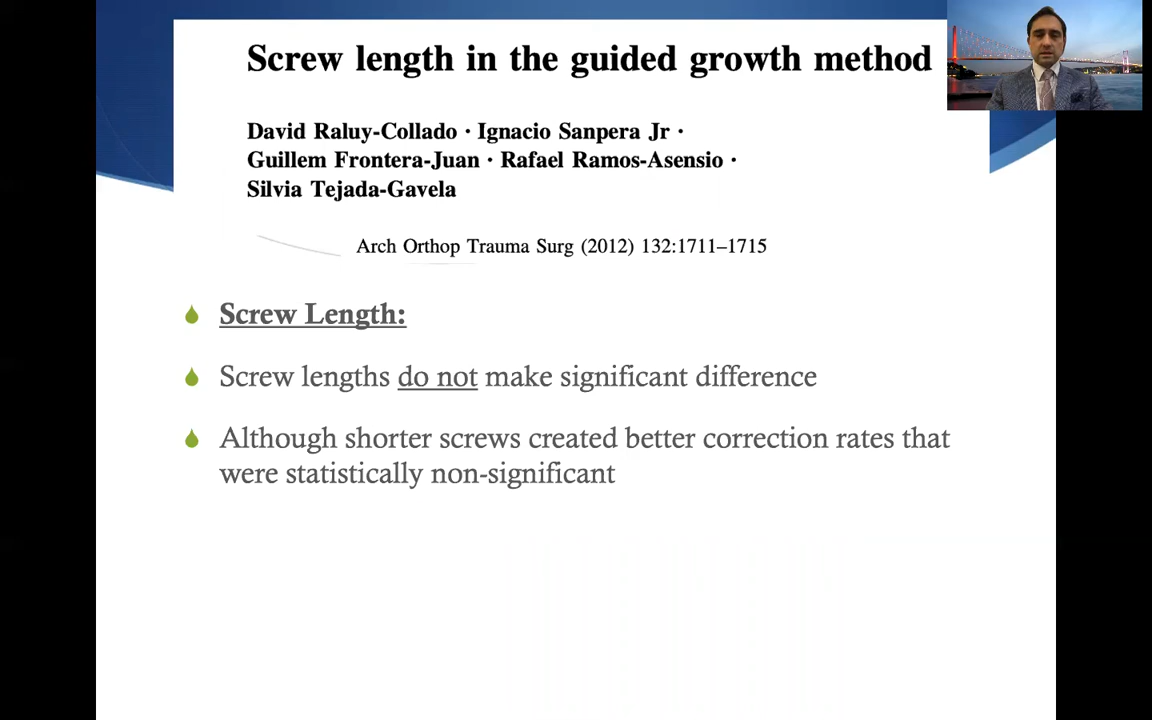 Screw length in the guided growth method
David Raluy-Collado · Ignacio Sanpera Jr ·
Guillem Frontera-Juan · Rafael Ramos-Asensio ·
Silvia Tejada-Gavela
Arch Orthop Trauma Surg (2012) 132:1711–1715
Screw Length:
Screw lengths do not make significant difference
Although shorter screws created better correction rates that
were statistically non-significant